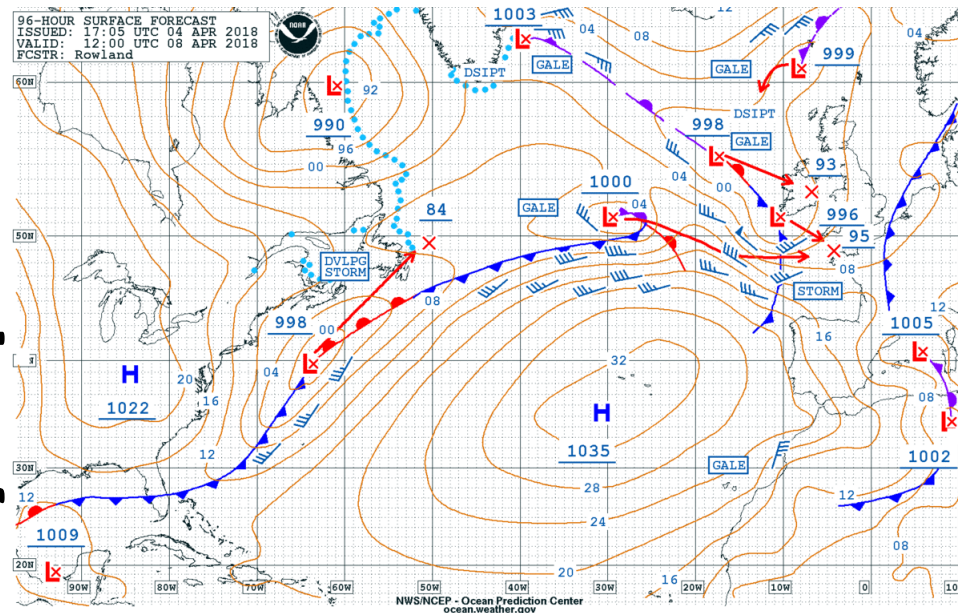 96-HOUR SURFACE FORECAST
ISSUED: 17:05 UTC 04 APR 2018
VALID: 12:00 UTC 08 APR 2018
FCSTR: Rowland
NOAA
1003
L
GALE
04
08
12
04
DSIPT
GALE
L
999
60N
L
92
990
96
00
DSIPT
998
GALE
L
93
04
00
1000
GALE
L
04
84
L
996
95
50N
08
DVLPG
STORM
08
STORM
12
998
00
L
04
16
1005
L
32
H
1022
20
16
H
1035
08
L
12
30N
GALE
1002
28
12
12
24
1009
L
08
20N
20
16
90W
80W
70W
60W
50W
40W
30W
20W
10W
0
10
NWS/NCEP - Ocean Prediction Center
ocean.weather.gov